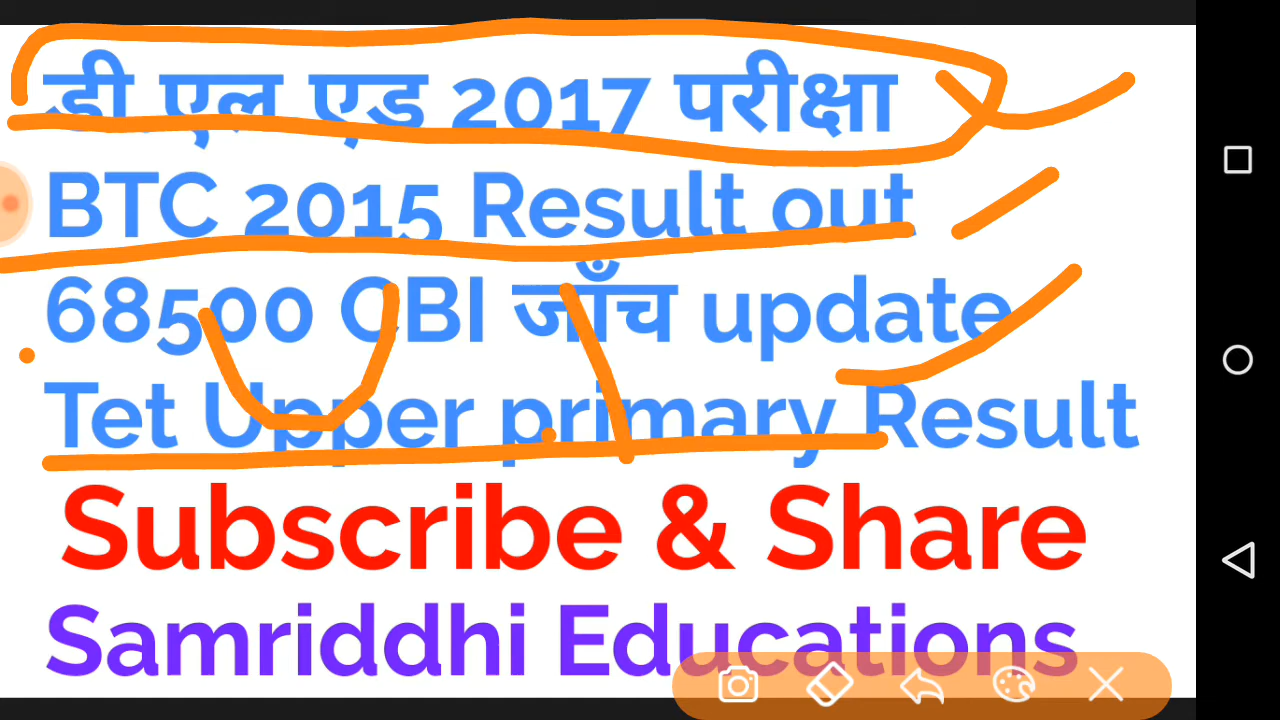 डी एल एड 2017 परीक्षा
BTC 2015 Result out
68500 CBI जाँच update
Tet Upper primary Result
Subscribe & Share
Samriddhi Educations